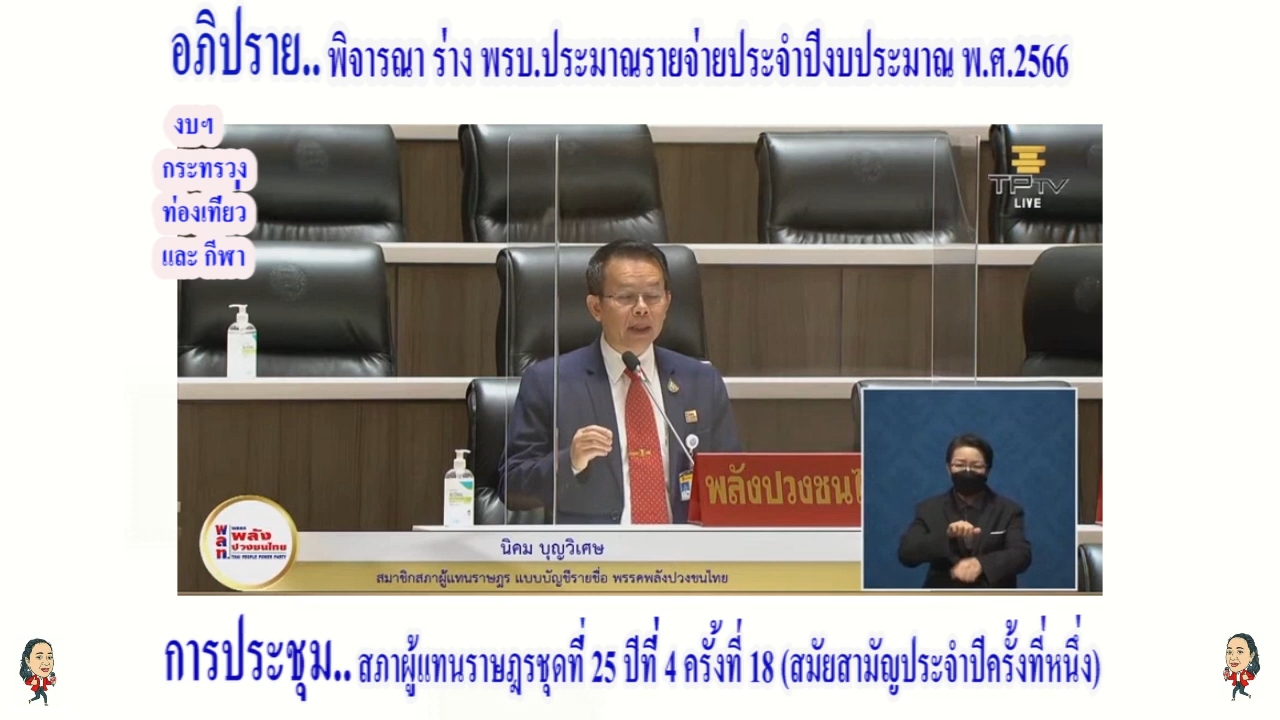 อภิปราย.. พิจารณา ร่าง พรบ.ประมาณรายจ่ายประจำปีงบประมาณ พ.ศ.2566
งบฯ
กระทรวง
ท่องเที่ยว
และ กีฬา
TPTV
LIVE
พลังปวงชนไ
พลท
พรรค
พลัง
ปวงชนไทย
THAI PEOPLE POWER PARTY
นิคม บุญวิเศษ
สมาชิกสภาผู้แทนราษฎร แบบบัญชีรายชื่อ พรรคพลังปวงชนไทย
การประชุม.. สภาผู้แทนราษฎรชุดที่ 25 ปีที่ 4 ครั้งที่ 18 (สมัยสามัญประจำปีครั้งที่หนึ่ง)